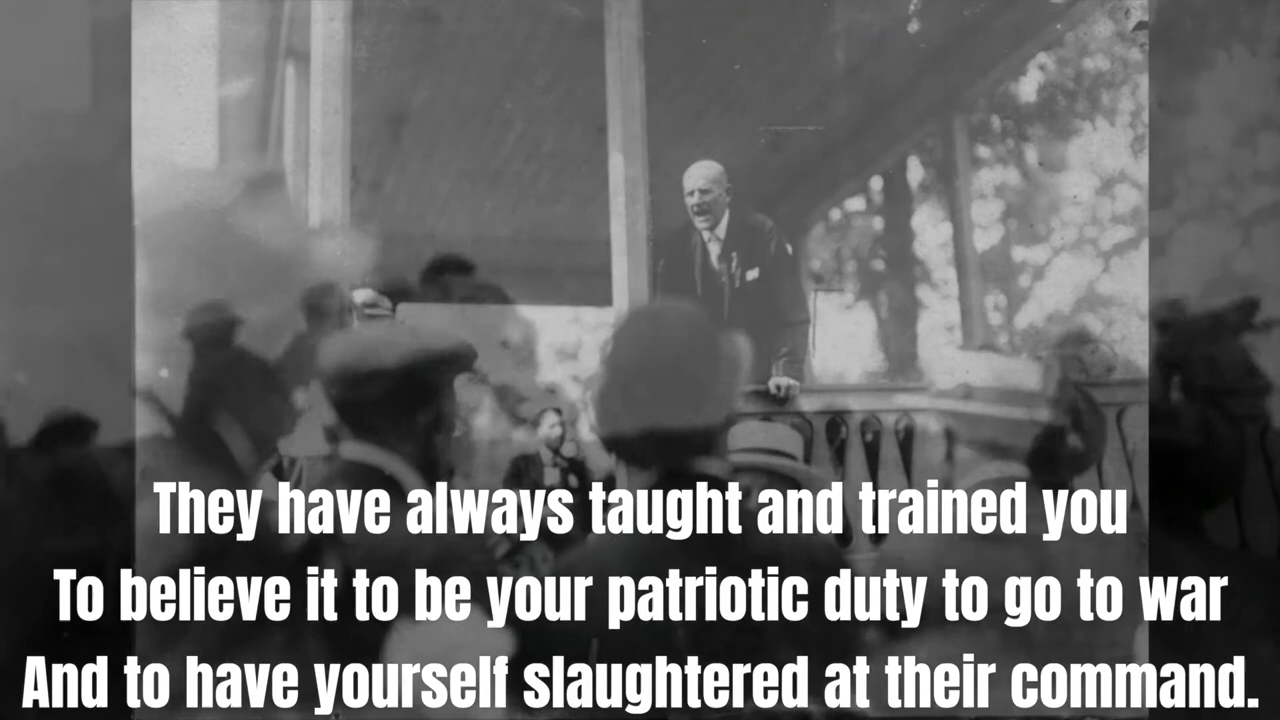 They have always taught and trained you
To believe it to be your patriotic duty to go to war
And to have yourself slaughtered at their command.